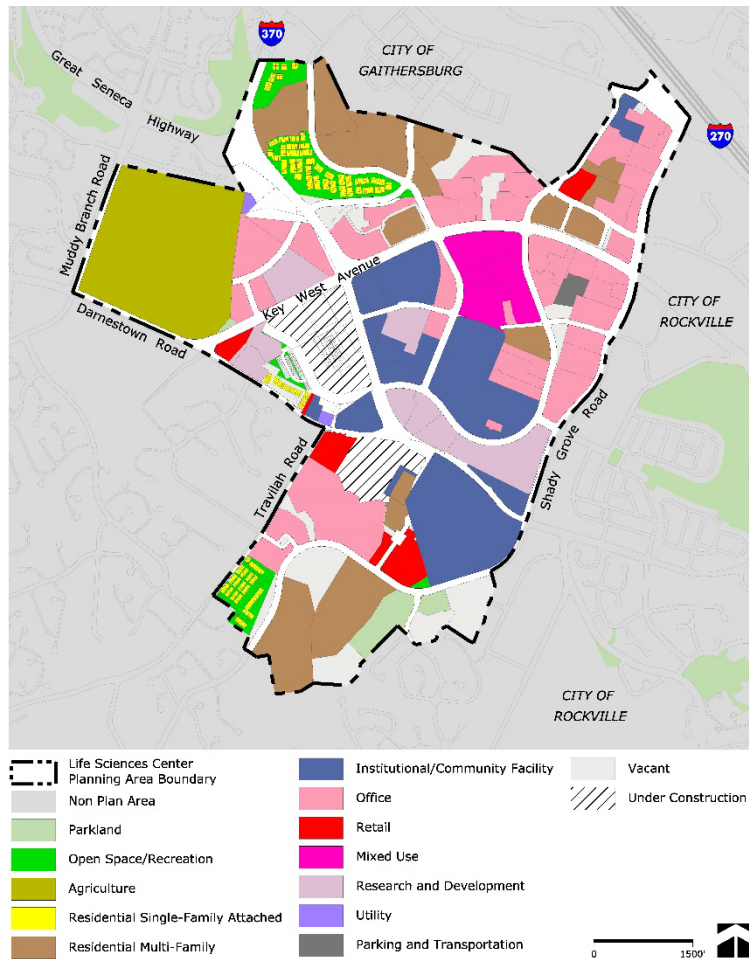 370
CITY OF
GAITHERSBURG
Great Seneca
Highway
270
Muddy Branch Road
Key West Avenue
CITY OF
ROCKVILLE
Darnestown Road
Shady Grove Road
Travilah Road
CITY OF
ROCKVILLE
Life Sciences Center
Planning Area Boundary
Non Plan Area
Parkland
Open Space/Recreation
Agriculture
Residential Single-Family Attached
Residential Multi-Family
Institutional/Community Facility
Office
Retail
Mixed Use
Research and Development
Utility
Parking and Transportation
Vacant
Under Construction
0 1500'